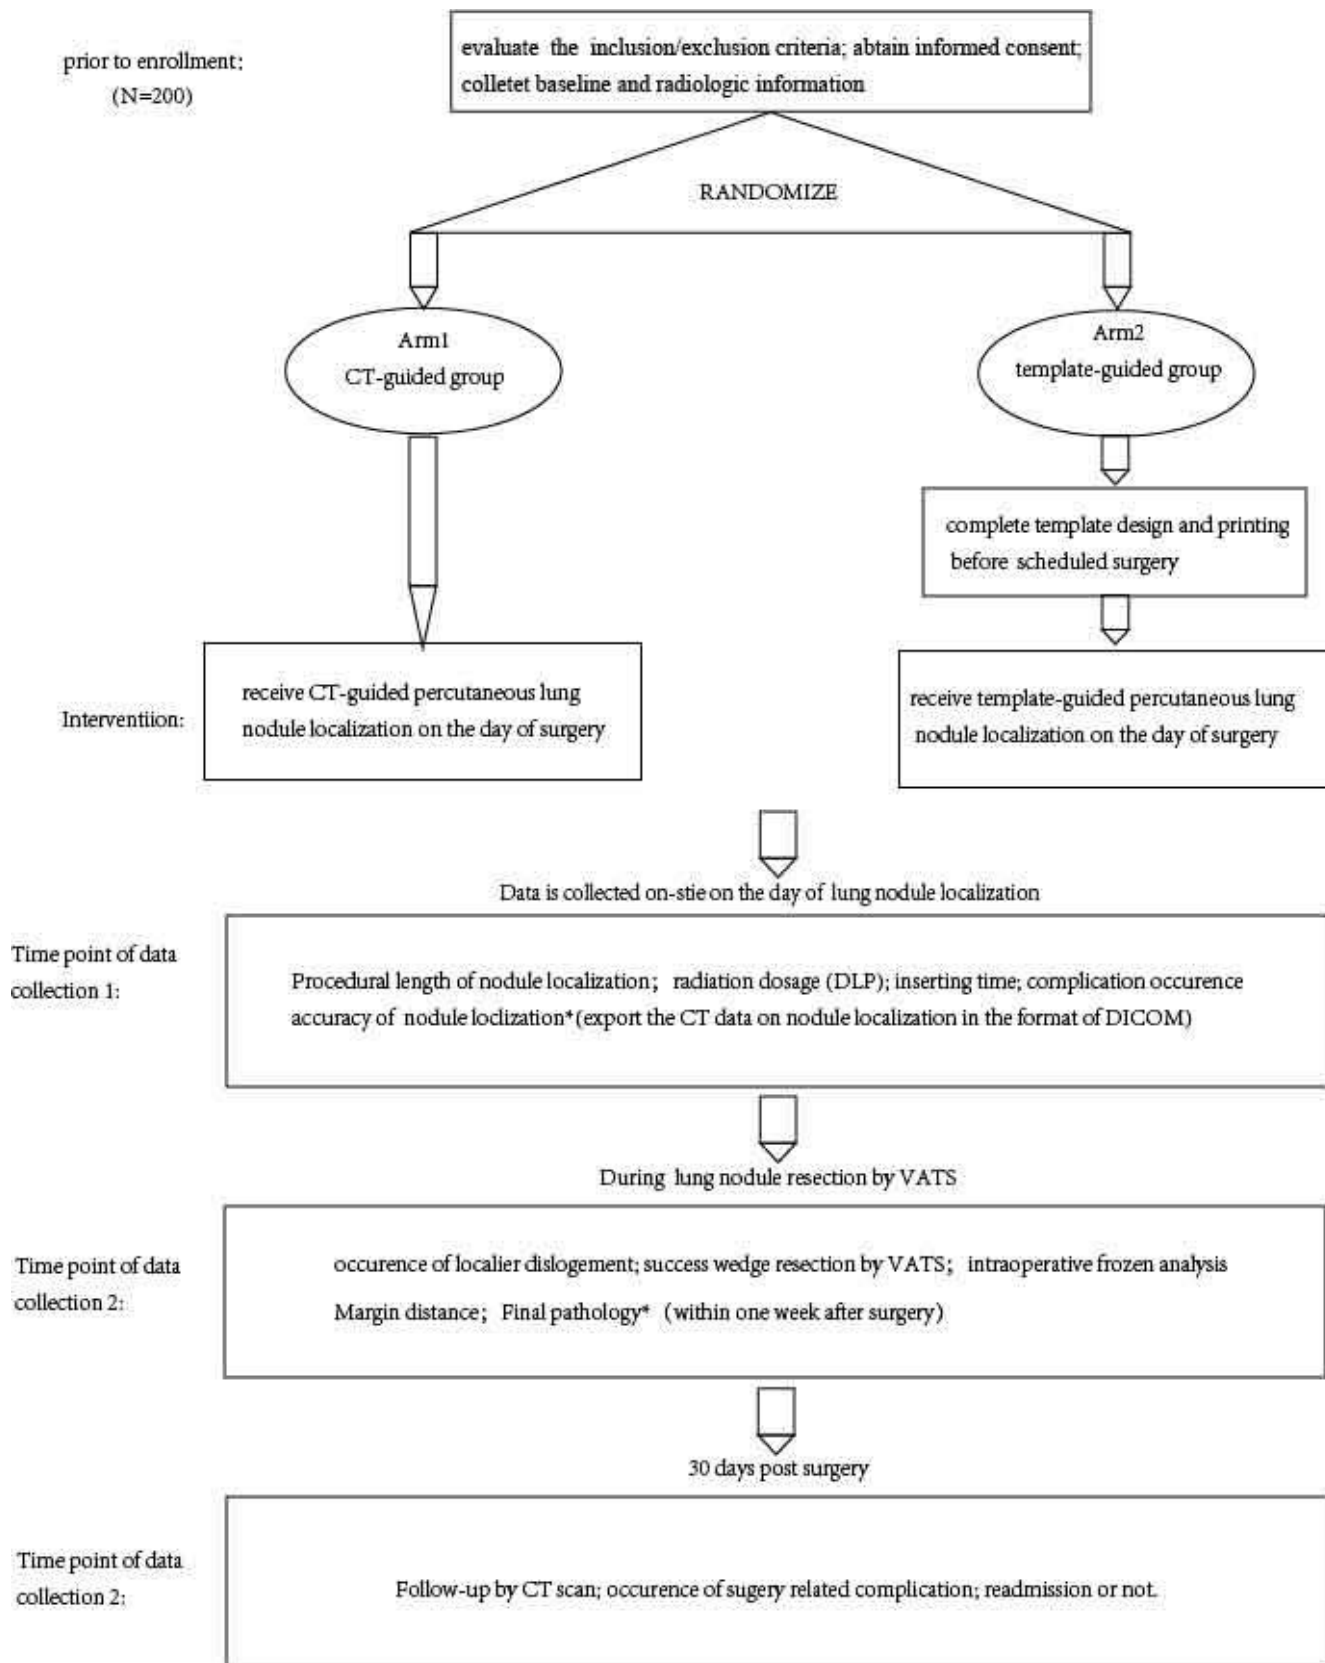 prior to enrollment:
(N=200)
evaluate the inclusion/exclusion criteria; abtain informed consent;
colletet baseline and radiologic information
RANDOMIZE
Arm1
CT-guided group
Arm2
template-guided group
complete template design and printing
before scheduled surgery
Interventiion:
receive CT-guided percutaneous lung
nodule localization on the day of surgery
receive template-guided percutaneous lung
nodule localization on the day of surgery
Data is collected on-stie on the day of lung nodule localization
Time point of data
collection 1:
Procedural length of nodule localization; radiation dosage (DLP); inserting time; complication occurence
accuracy of nodule loclization*(export the CT data on nodule localization in the format of DICOM)
During lung nodule resection by VATS
Time point of data
collection 2:
occurence of localier dislogement; success wedge resection by VATS; intraoperative frozen analysis
Margin distance; Final pathology* (within one week after surgery)
30 days post surgery
Time point of data
collection 2:
Follow-up by CT scan; occurence of sugery related complication; readmission or not.